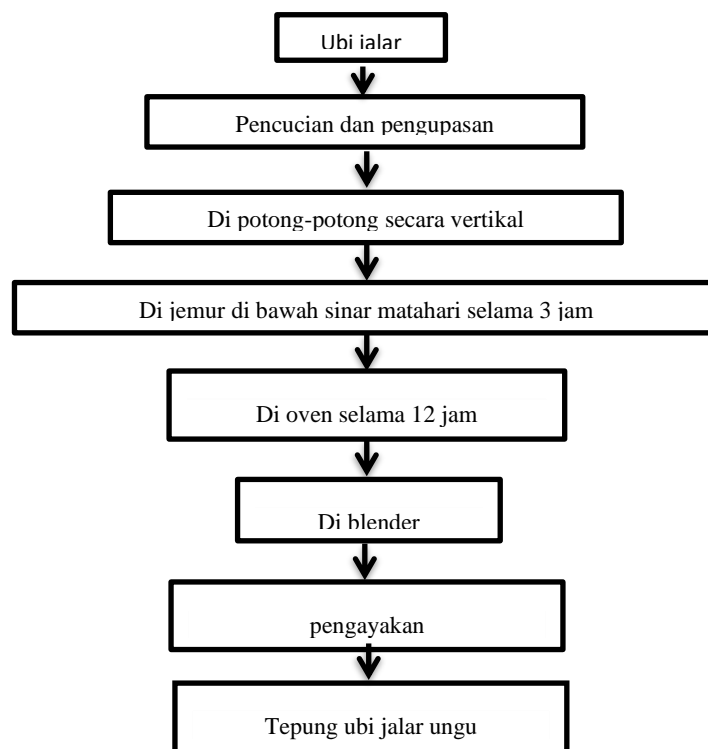 Ubi jalar
Pencucian dan pengupasan
Di potong-potong secara vertikal
Di jemur di bawah sinar matahari selama 3 jam
Di oven selama 12 jam
Di blender
pengayakan
Tepung ubi jalar ungu